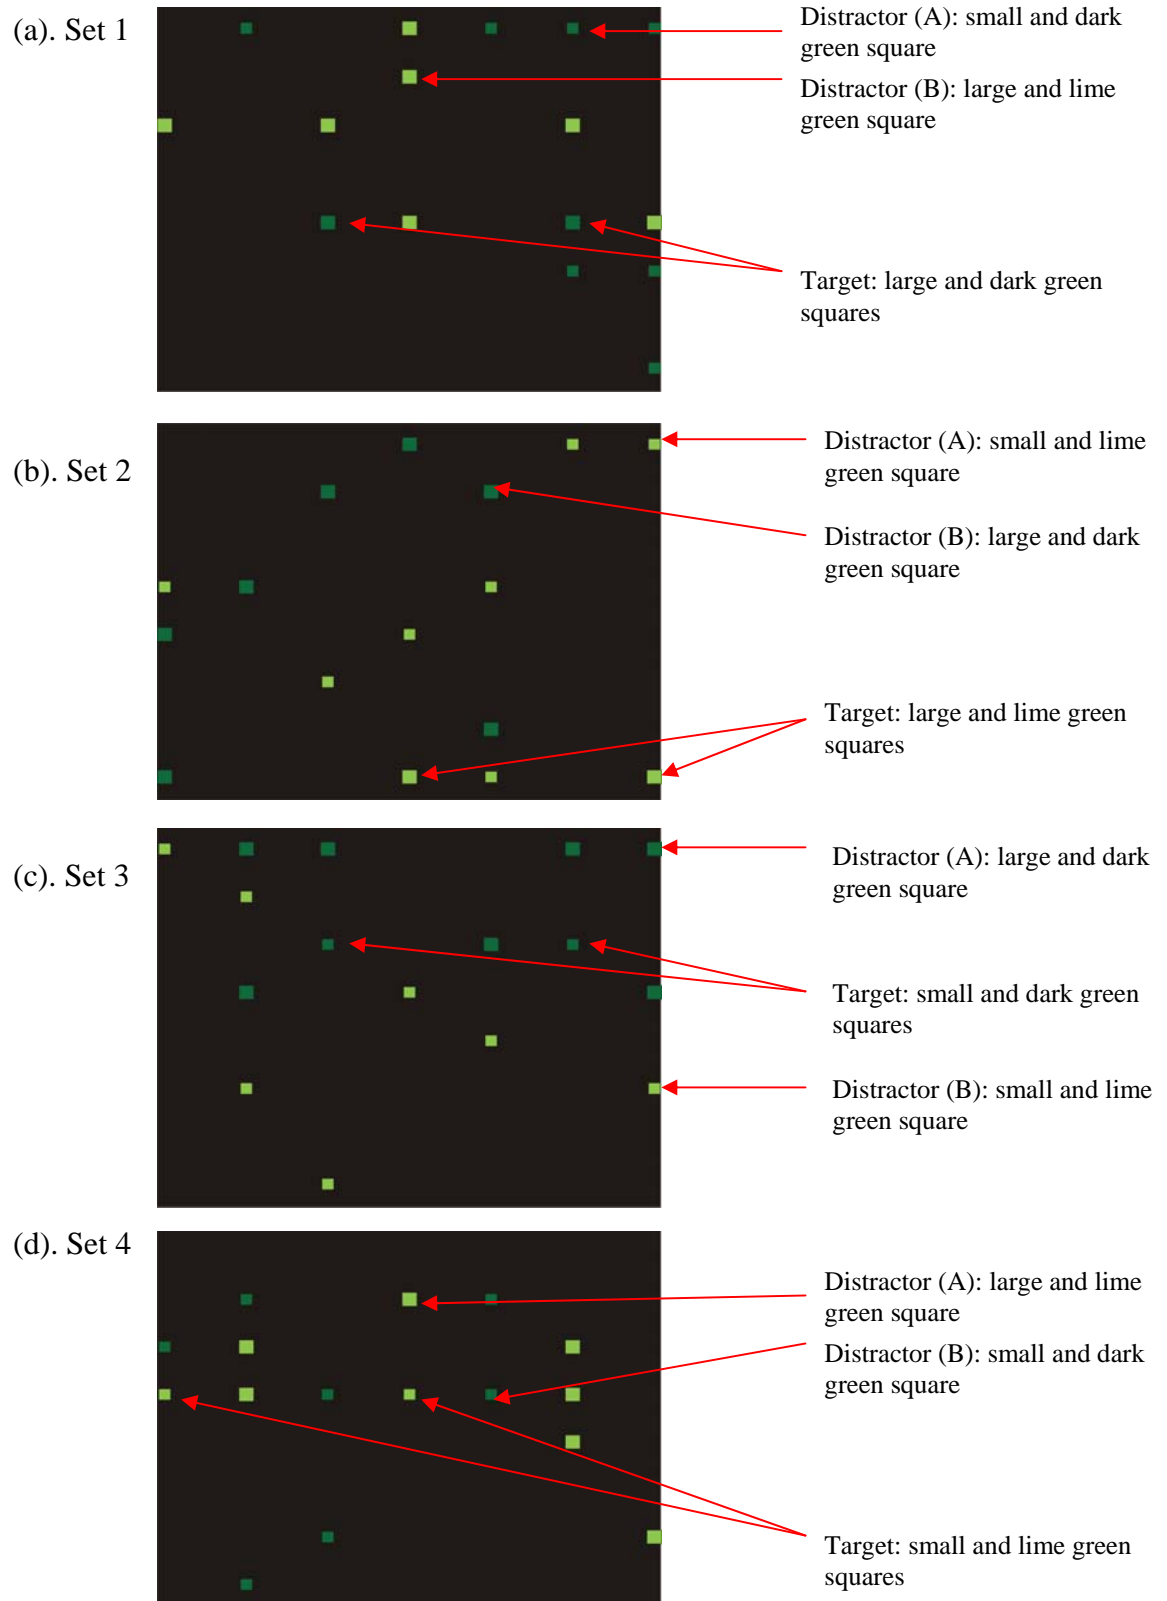 (a). Set 1
Distractor (A): small and dark
green square
Distractor (B): large and lime
green square
Target: large and dark green
squares
(b). Set 2
Distractor (A): small and lime
green square
Distractor (B): large and dark
green square
Target: large and lime green
squares
(c). Set 3
Distractor (A): large and dark
green square
Target: small and dark green
squares
Distractor (B): small and lime
green square
(d). Set 4
Distractor (A): large and lime
green square
Distractor (B): small and dark
green square
Target: small and lime green
squares